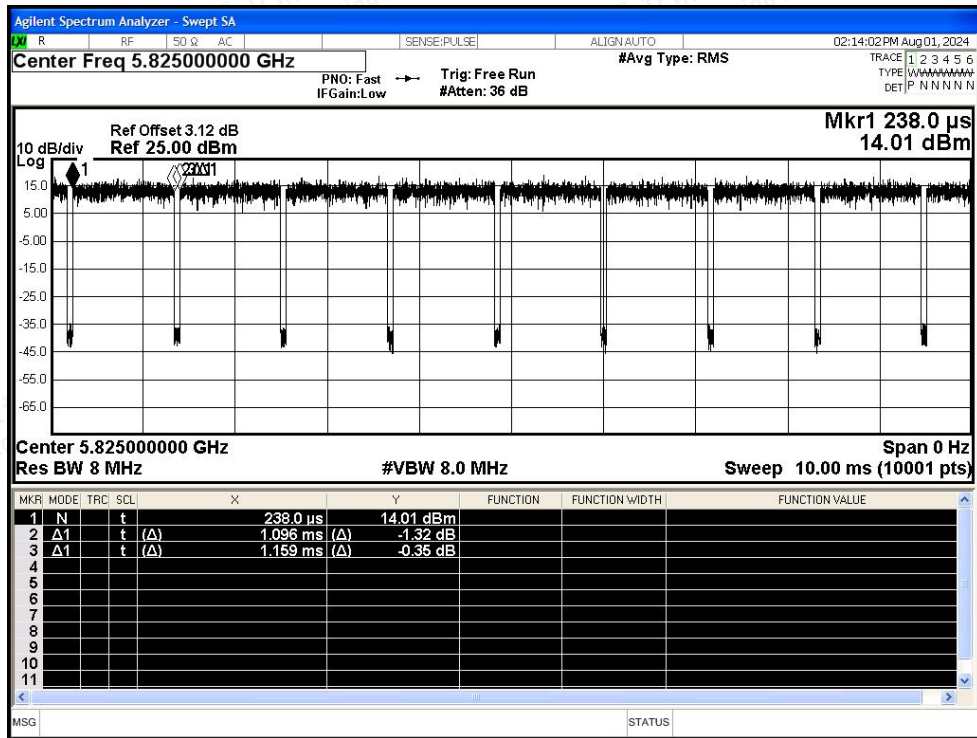 Agilent Spectrum Analyzer - Swept SA
LXI R RF 50 Ω AC SENSE:PULSE ALIGN AUTO 02:14:02 PM Aug 01, 2024
Center Freq 5.825000000 GHz #Avg Type: RMS TRACE 1 2 3 4 5 6
PNO: Fast Trig: Free Run TYPE WWWWWW
IFGain:Low #Atten: 36 dB DET P N N N N N
Mkr1 238.0 µs
Ref Offset 3.12 dB
10 dB/div Ref 25.00 dBm 14.01 dBm
Log
1
15.0
5.00
-5.00
-15.0
-25.0
-35.0
-45.0
-55.0
-65.0
Center 5.825000000 GHz Span 0 Hz
Res BW 8 MHz #VBW 8.0 MHz Sweep 10.00 ms (10001 pts)
MKR MODE TRC SCL X Y FUNCTION FUNCTION WIDTH FUNCTION VALUE
1 N t 238.0 µs 14.01 dBm
2 Δ1 t (Δ) 1.096 ms (Δ) -1.32 dB
3 Δ1 t (Δ) 1.159 ms (Δ) -0.35 dB
4
5
6
7
8
9
10
11
MSG STATUS